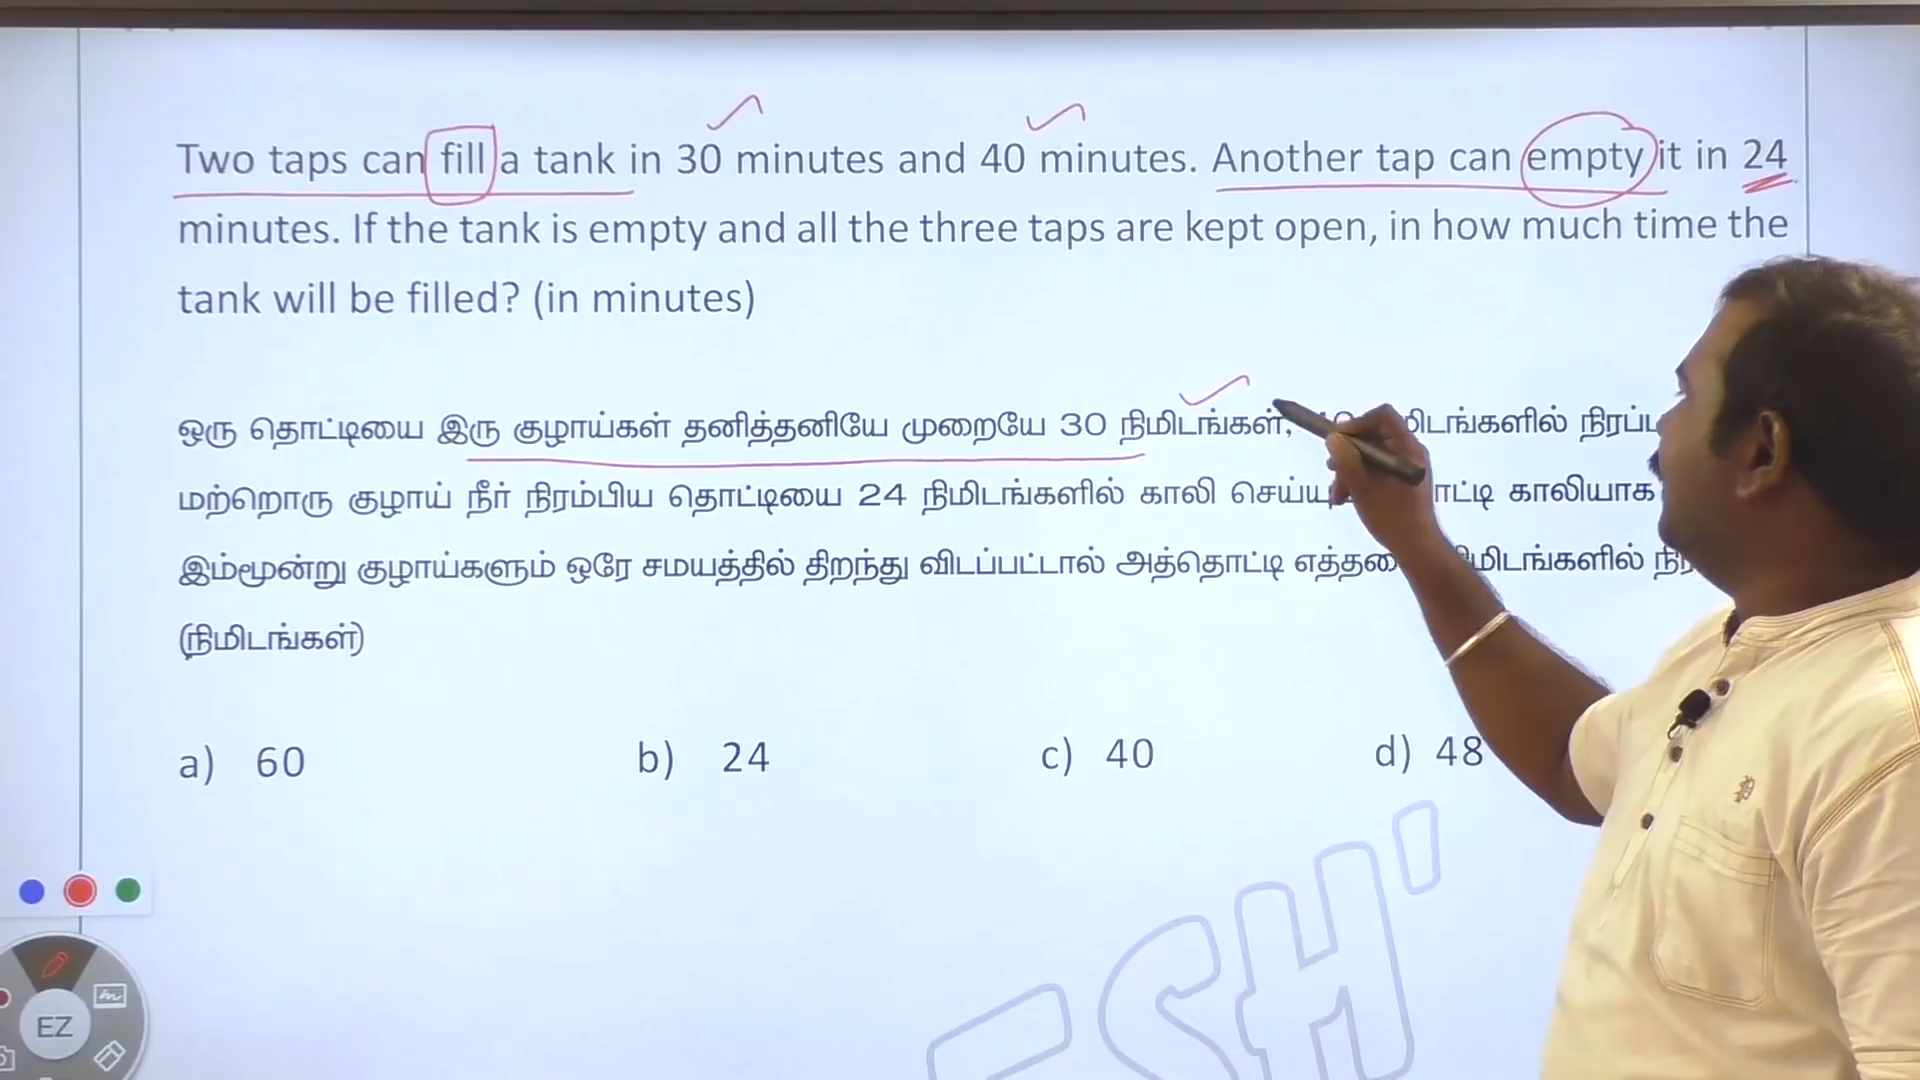 Two taps can fill a tank in 30 minutes and 40 minutes. Another tap can empty it in 24
minutes. If the tank is empty and all the three taps are kept open, in how much time the
tank will be filled? (in minutes)
ஒரு தொட்டியை இரு குழாய்கள் தனித்தனியே முறையே 30 நிமிடங்கள்,
மற்றொரு குழாய் நீர் நிரம்பிய தொட்டியை 24 நிமிடங்களில் காலி காலியாக
இம்மூன்று குழாய்களும் ஒரே சமயத்தில் திறந்து விடப்பட்டால் அத்தொட்டி
(நிமிடங்கள்)
a) 60 b) 24 c) 40 d) 48
EZ